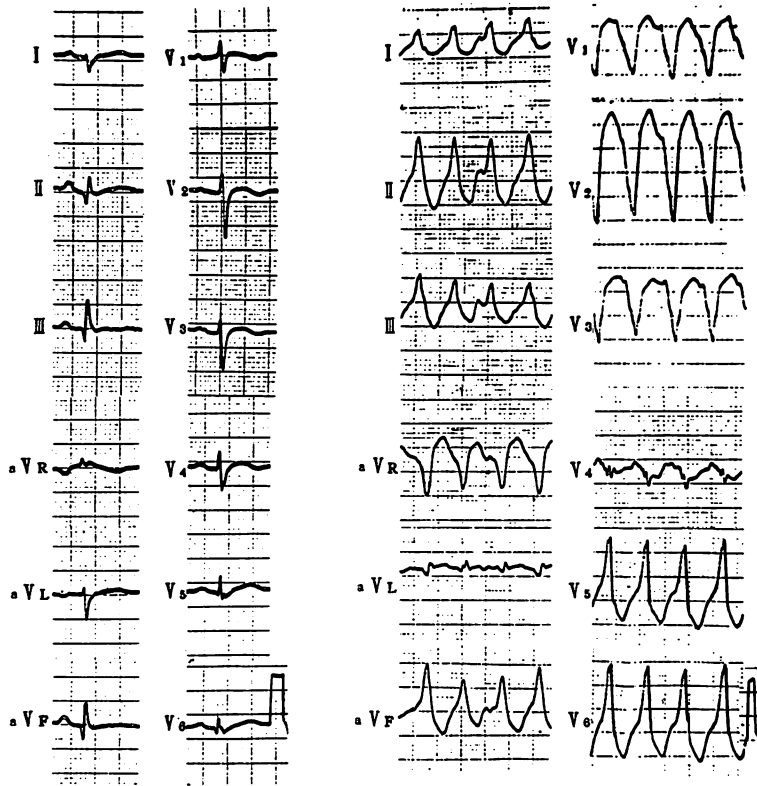 I V1 I V1
II V2 II V2
III V3 III V3
aVR V4 aVR V4
aVL V5 aVL V5
aVF V6 aVF V6